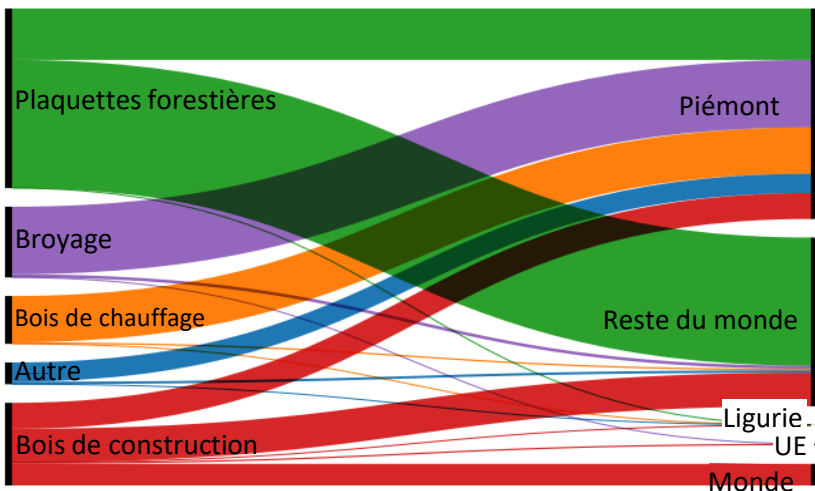 Plaquettes forestières
Broyage
Bois de chauffage
Autre
Bois de construction
Piémont
Reste du monde
Ligurie
UE
Monde